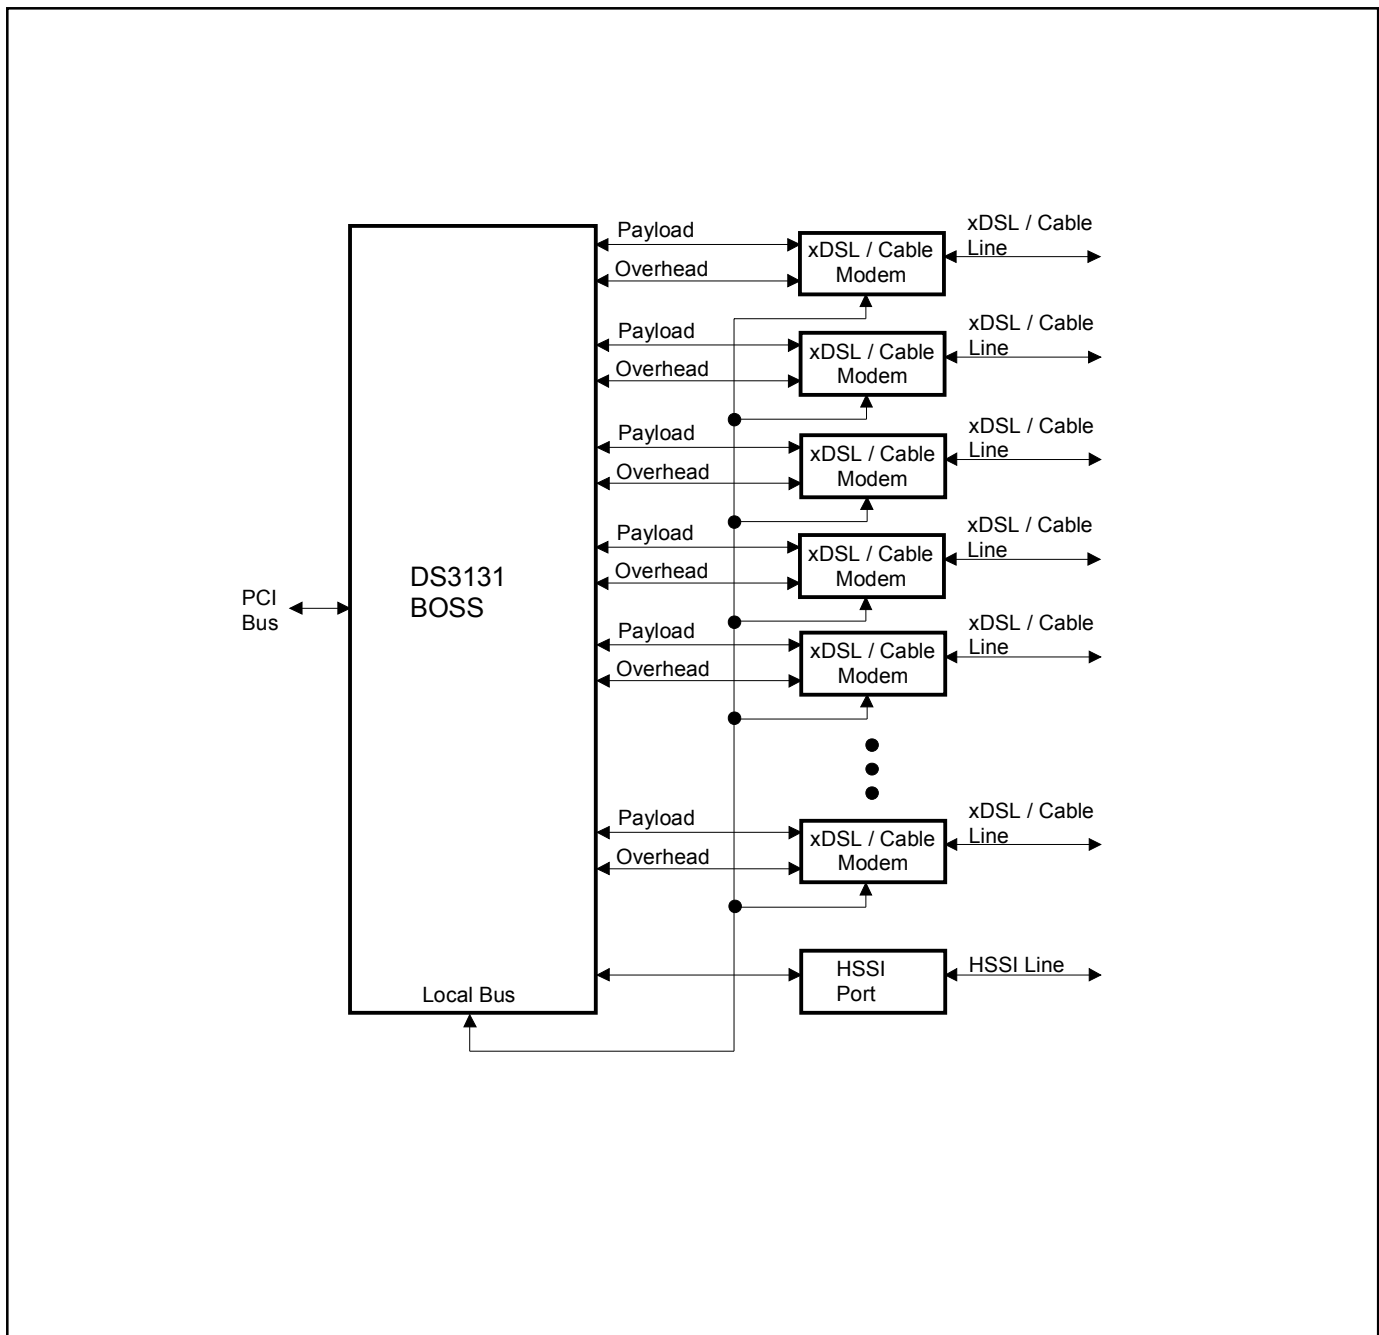 Payload
Overhead
xDSL / Cable
Modem
xDSL / Cable
Line
Payload
Overhead
xDSL / Cable
Modem
xDSL / Cable
Line
Payload
Overhead
xDSL / Cable
Modem
xDSL / Cable
Line
Payload
Overhead
xDSL / Cable
Modem
xDSL / Cable
Line
DS3131
BOSS
PCI
Bus
Payload
Overhead
xDSL / Cable
Modem
xDSL / Cable
Line
Payload
Overhead
xDSL / Cable
Modem
xDSL / Cable
Line
HSSI
Port
HSSI Line
Local Bus